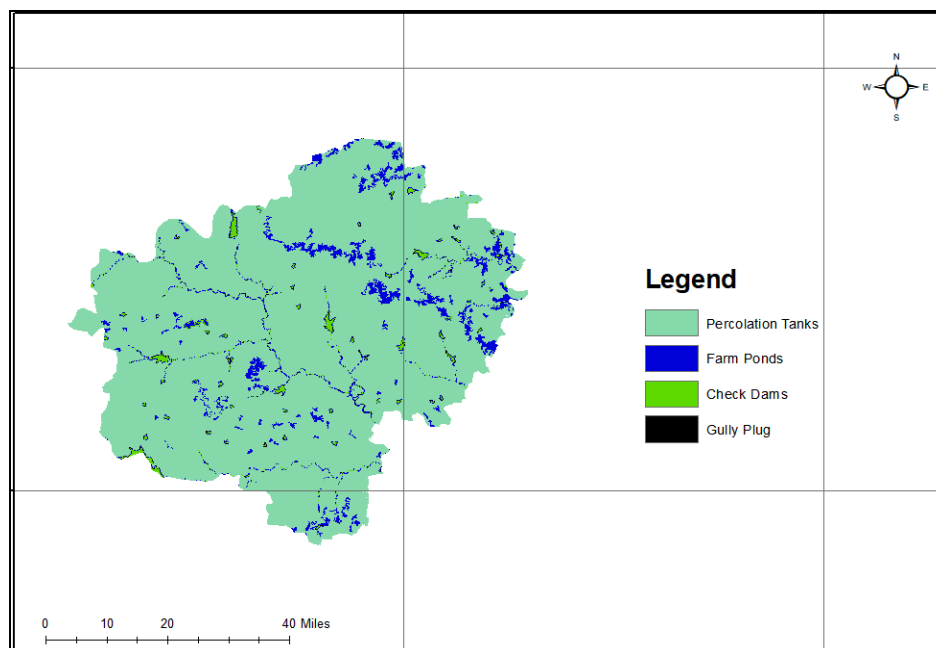 N
W E
S
Legend
Percolation Tanks
Farm Ponds
Check Dams
Gully Plug
0 10 20 40 Miles